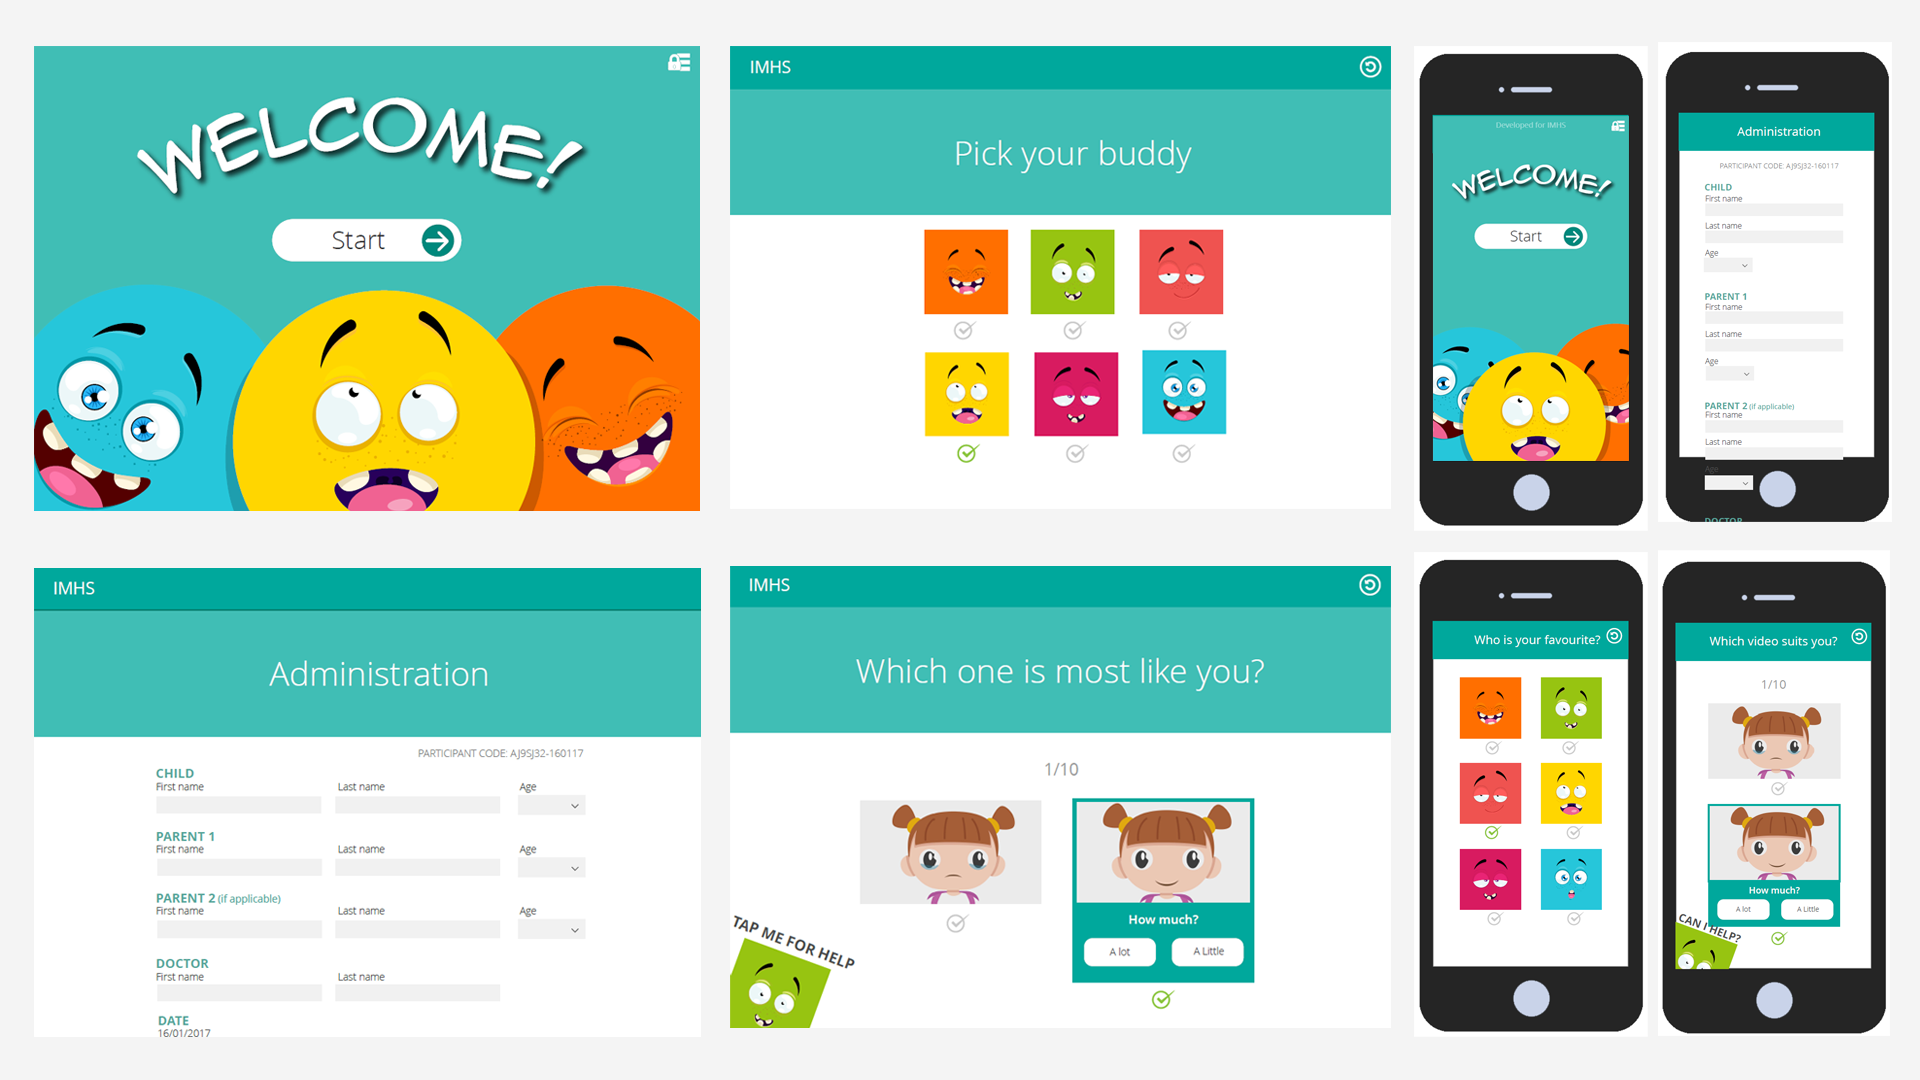 WELCOME!
Start
IMHS
Pick your buddy
Developed for IMHS
WELCOME!
Start
Administration
PARTICIPANT CODE: AJ9SJ32-160117
CHILD
First name
Last name
Age
PARENT 1
First name
Last name
Age
PARENT 2 (if applicable)
First name
Last name
Age
DOCTOR
IMHS
Administration
PARTICIPANT CODE: AJ9SJ32-160117
CHILD
First name Last name Age
PARENT 1
First name Last name Age
PARENT 2 (if applicable)
First name Last name Age
DOCTOR
First name Last name
DATE
16/01/2017
IMHS
Which one is most like you?
1/10
How much?
A lot A Little
TAP ME FOR HELP
Who is your favourite?
Which video suits you?
1/10
How much?
A lot A Little
CAN I HELP?